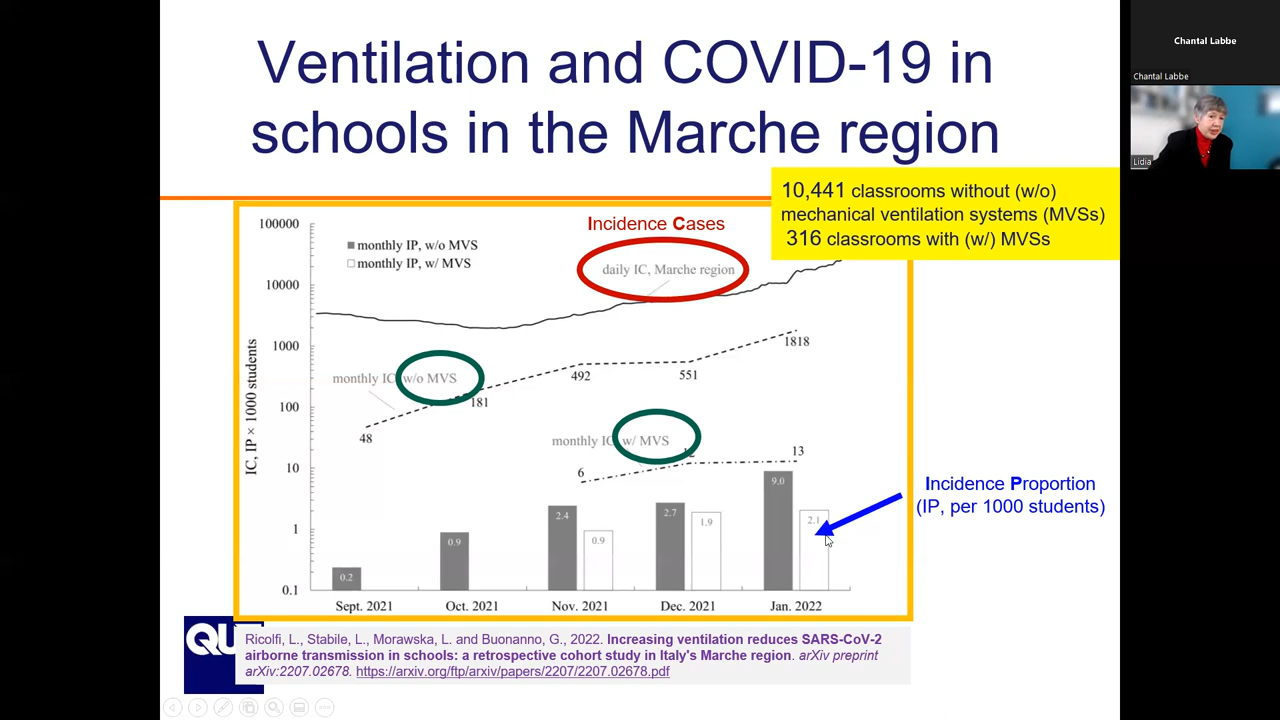 Ventilation and COVID-19 in
schools in the Marche region
Chantal Labbe
Chantal Labbe
Lidia
10,441 classrooms without (w/o)
mechanical ventilation systems (MVSs)
316 classrooms with (w/) MVSs
Incidence Cases
daily IC, Marche region
monthly IP, w/o MVS
monthly IP, w/ MVS
100000
10000
1000
100
10
1
0.1
IC, IP × 1000 students
monthly IC, w/o MVS
48
181
492
551
1818
monthly IC, w/ MVS
6
13
0.2
0.9
2.4
0.9
2.7
1.9
9.0
2.1
Sept. 2021
Oct. 2021
Nov. 2021
Dec. 2021
Jan. 2022
Incidence Proportion
(IP, per 1000 students)
QU
Ricolfi, L., Stabile, L., Morawska, L. and Buonanno, G., 2022. Increasing ventilation reduces SARS-CoV-2
airborne transmission in schools: a retrospective cohort study in Italy's Marche region. arXiv preprint
arXiv:2207.02678. https://arxiv.org/ftp/arxiv/papers/2207/2207.02678.pdf